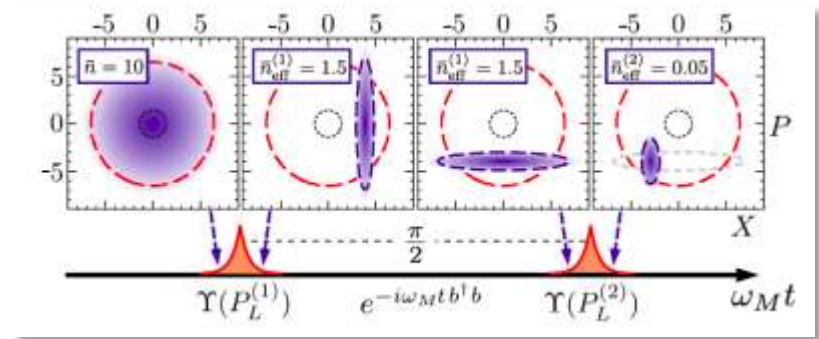 -5 0 5 -5 0 5 -5 0 5 -5 0 5
5
0
-5
n̄ = 10
n̄_eff^(1) = 1.5
n̄_eff^(1) = 1.5
n̄_eff^(2) = 0.05
P
X
π/2
Υ(P_L^(1))
e^{-iω_M t b†b}
Υ(P_L^(2))
ω_M t